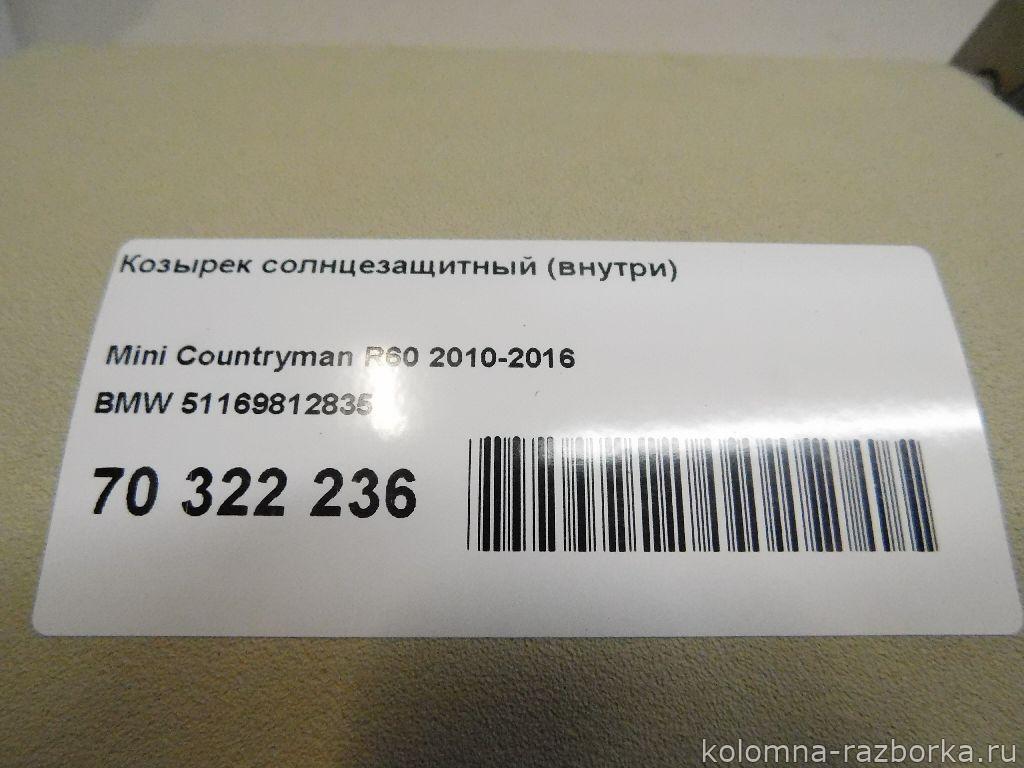 Козырек солнцезащитный (внутри)
Mini Countryman R60 2010-2016
BMW 51169812835
70 322 236
kolomna-razborka.ru